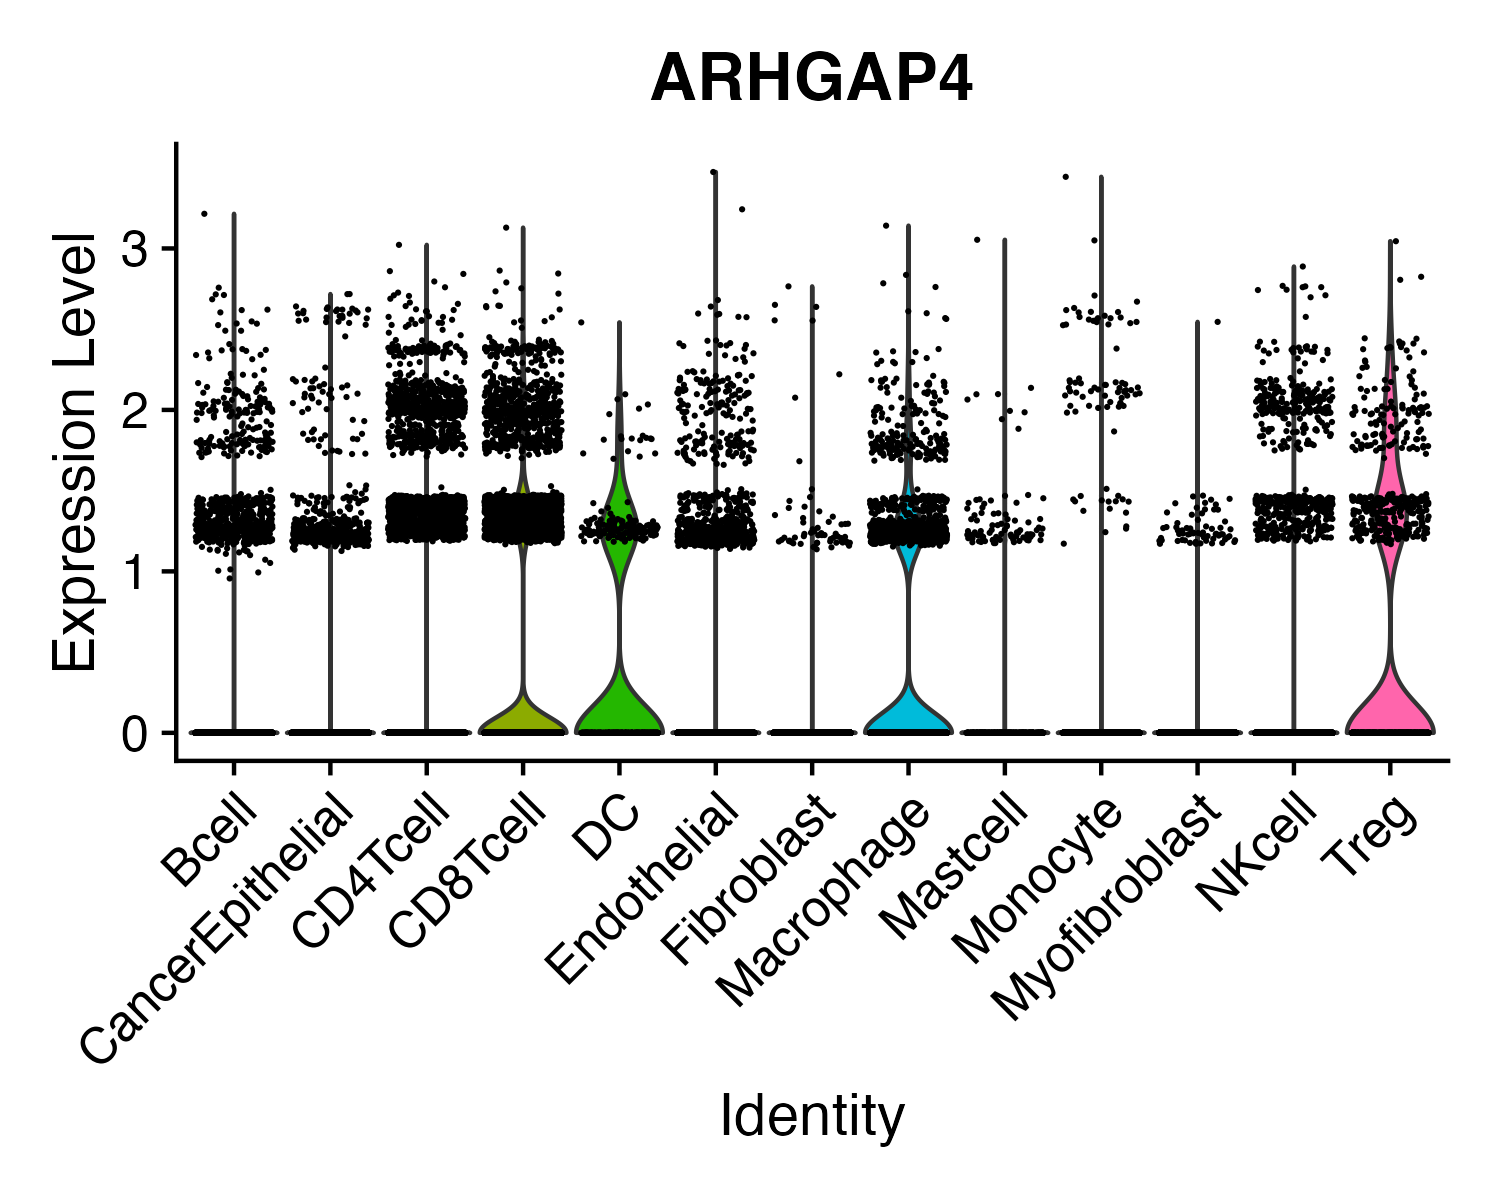 ARHGAP4
Expression Level
3
2
1
0
Bcell
CancerEpithelial
CD4Tcell
CD8Tcell
DC
Endothelial
Fibroblast
Macrophage
Mastcell
Monocyte
Myofibroblast
NKcell
Treg
Identity